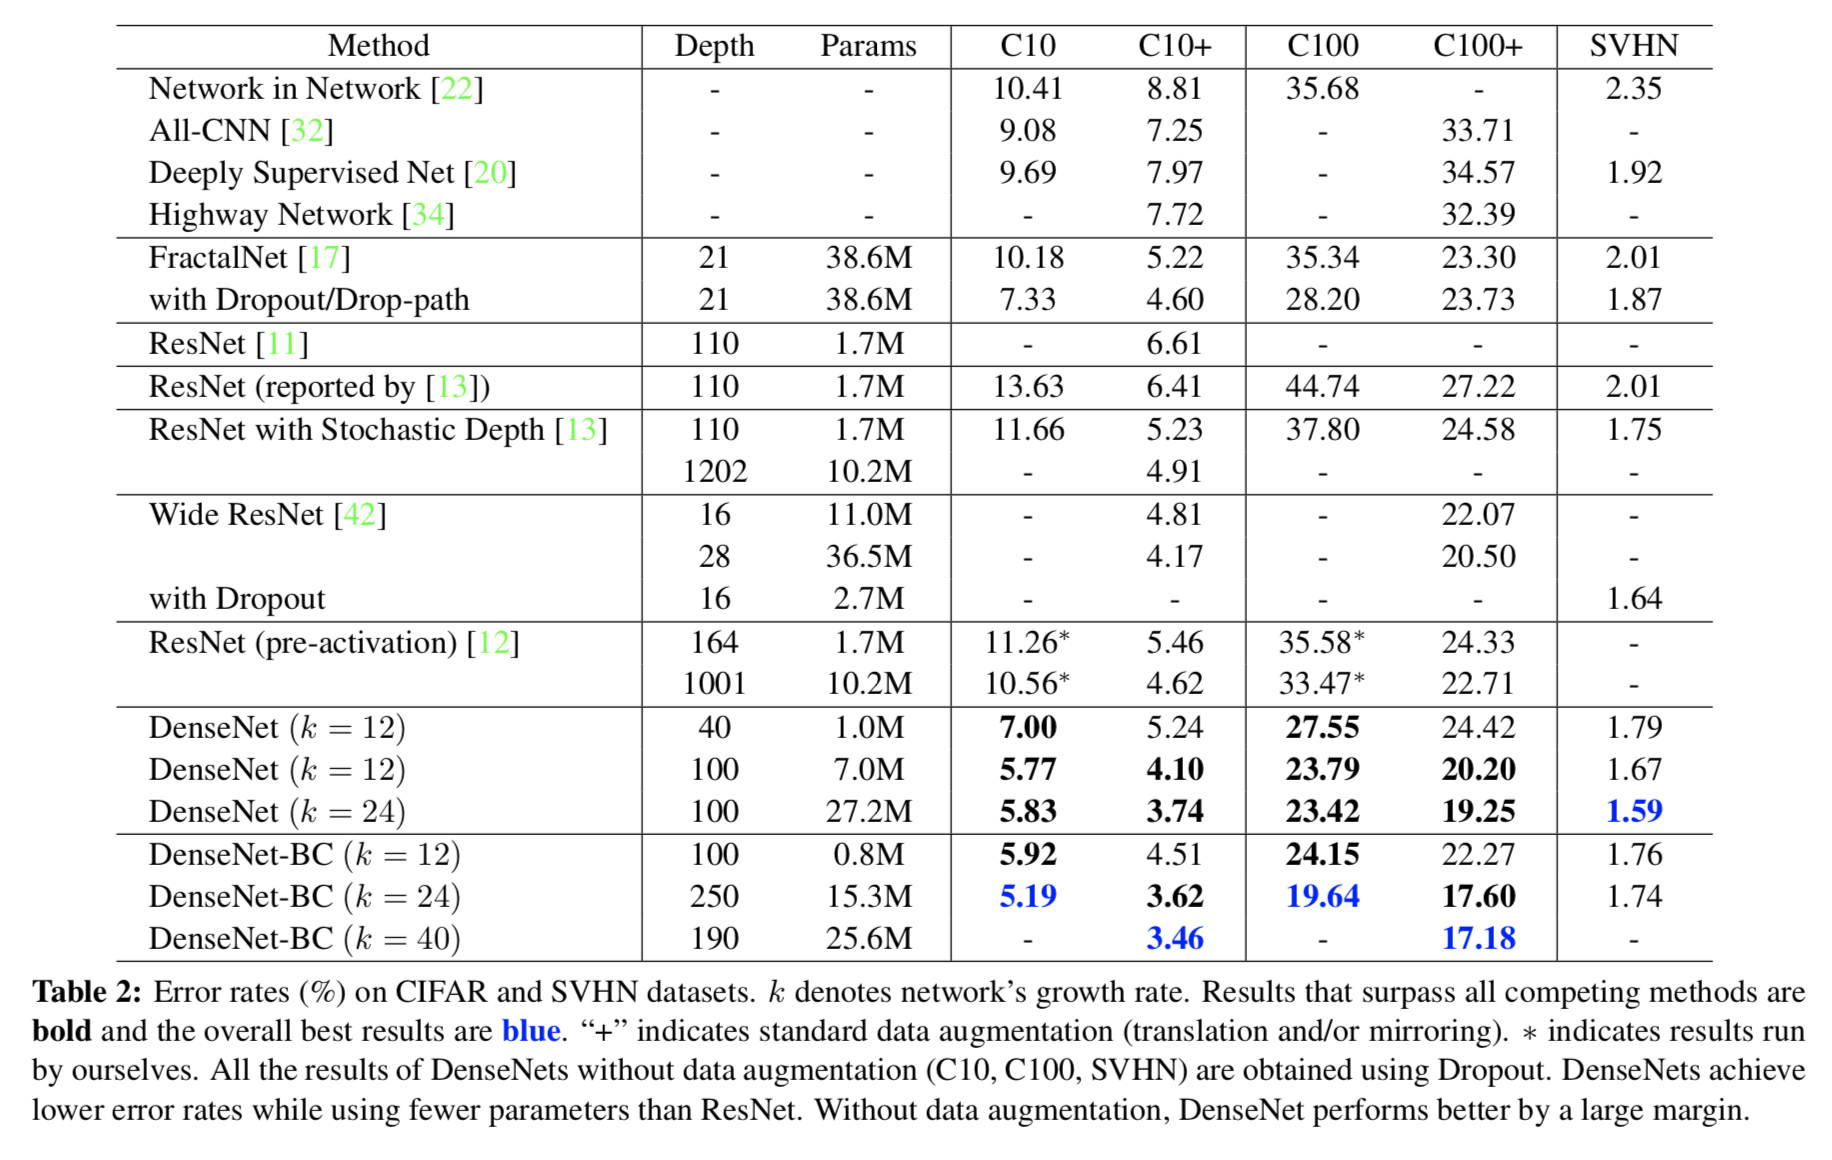 Method Depth Params C10 C10+ C100 C100+ SVHN
Network in Network [22] - - 10.41 8.81 35.68 - 2.35
All-CNN [32] - - 9.08 7.25 - 33.71 -
Deeply Supervised Net [20] - - 9.69 7.97 - 34.57 1.92
Highway Network [34] - - - 7.72 - 32.39 -
FractalNet [17] 21 38.6M 10.18 5.22 35.34 23.30 2.01
with Dropout/Drop-path 21 38.6M 7.33 4.60 28.20 23.73 1.87
ResNet [11] 110 1.7M - 6.61 - - -
ResNet (reported by [13]) 110 1.7M 13.63 6.41 44.74 27.22 2.01
ResNet with Stochastic Depth [13] 110 1.7M 11.66 5.23 37.80 24.58 1.75
1202 10.2M - 4.91 - - -
Wide ResNet [42] 16 11.0M - 4.81 - 22.07 -
28 36.5M - 4.17 - 20.50 -
with Dropout 16 2.7M - - - - 1.64
ResNet (pre-activation) [12] 164 1.7M 11.26* 5.46 35.58* 24.33 -
1001 10.2M 10.56* 4.62 33.47* 22.71 -
DenseNet (k = 12) 40 1.0M 7.00 5.24 27.55 24.42 1.79
DenseNet (k = 12) 100 7.0M 5.77 4.10 23.79 20.20 1.67
DenseNet (k = 24) 100 27.2M 5.83 3.74 23.42 19.25 1.59
DenseNet-BC (k = 12) 100 0.8M 5.92 4.51 24.15 22.27 1.76
DenseNet-BC (k = 24) 250 15.3M 5.19 3.62 19.64 17.60 1.74
DenseNet-BC (k = 40) 190 25.6M - 3.46 - 17.18 -
Table 2: Error rates (%) on CIFAR and SVHN datasets. k denotes network's growth rate. Results that surpass all competing methods are
bold and the overall best results are blue. “+” indicates standard data augmentation (translation and/or mirroring). ∗ indicates results run
by ourselves. All the results of DenseNets without data augmentation (C10, C100, SVHN) are obtained using Dropout. DenseNets achieve
lower error rates while using fewer parameters than ResNet. Without data augmentation, DenseNet performs better by a large margin.